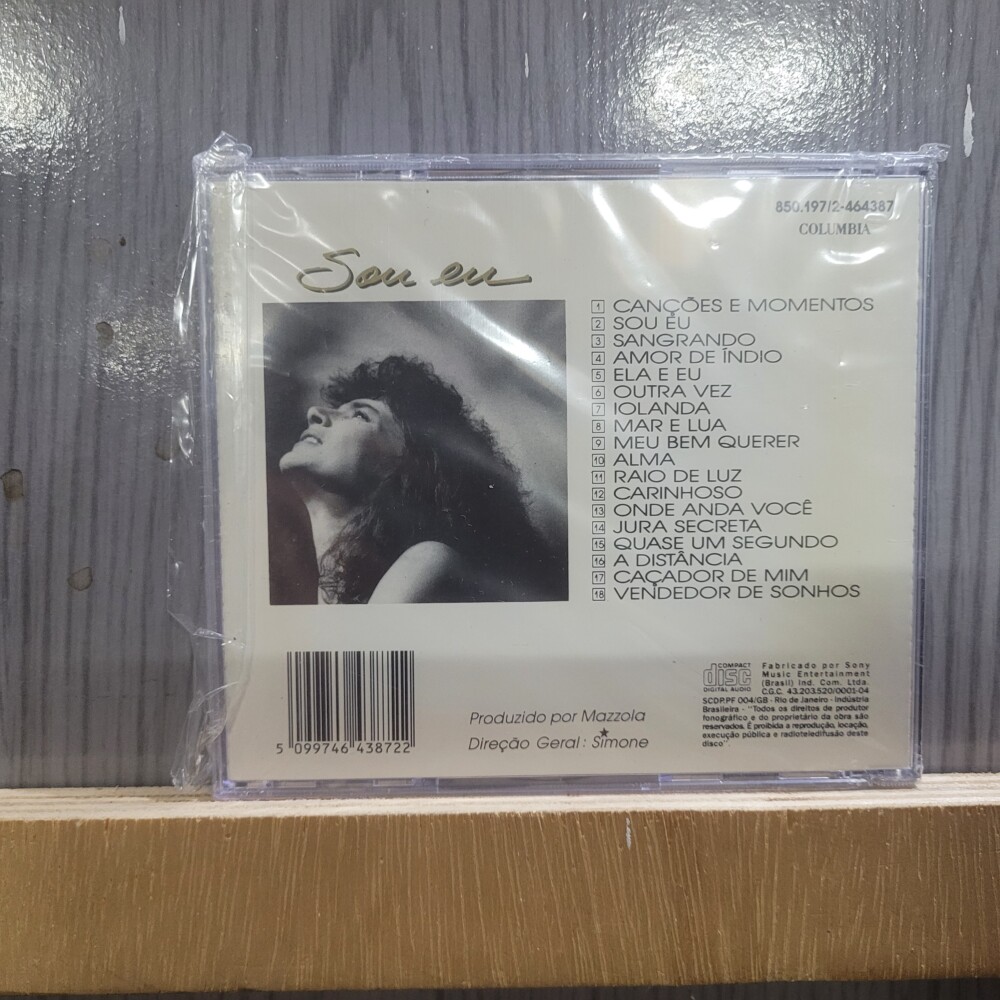 850.197/2-464387
COLUMBIA
Sou eu
1 CANÇÕES E MOMENTOS
2 SOU EU
3 SANGRANDO
4 AMOR DE ÍNDIO
5 ELA E EU
6 OUTRA VEZ
7 IOLANDA
8 MAR E LUA
9 MEU BEM QUERER
10 ALMA
11 RAIO DE LUZ
12 CARINHOSO
13 ONDE ANDA VOCÊ
14 JURA SECRETA
15 QUASE UM SEGUNDO
16 A DISTÂNCIA
17 CAÇADOR DE MIM
18 VENDEDOR DE SONHOS
5 099746 438722
Produzido por Mazzola
Direção Geral: Simone
COMPACT
disc
DIGITAL AUDIO
Fabricado por Sony
Music Entertainment
(Brasil) Ind. Com. Ltda.
C.G.C. 43.203.520/0001-04
SCDP.PF 004/GB - Rio de Janeiro - Indústria
Brasileira - "Todos os direitos de produtor
fonográfico e do proprietário da obra são
reservados. É proibida a reprodução, locação,
execução pública e radioteledifusão deste
disco".